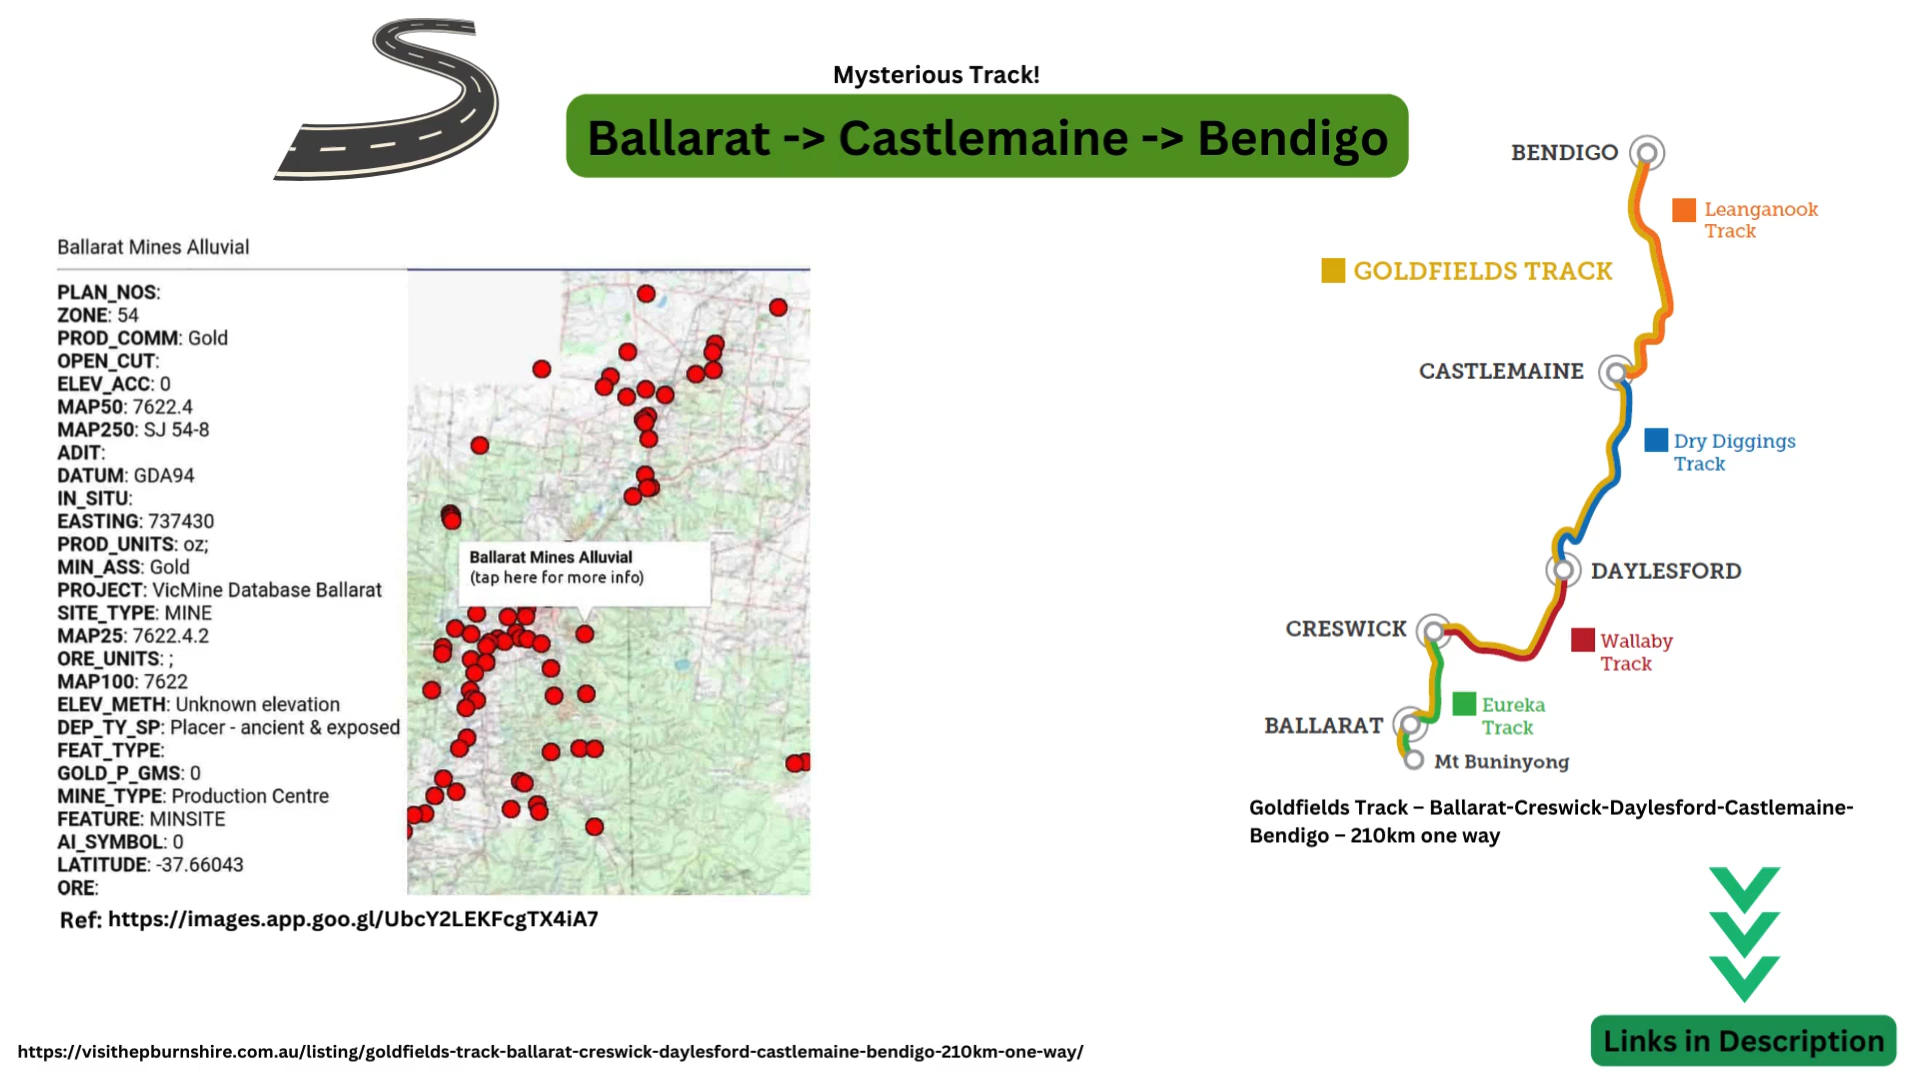 Mysterious Track!
Ballarat -> Castlemaine -> Bendigo
Ballarat Mines Alluvial
PLAN_NOS:
ZONE: 54
PROD_COMM: Gold
OPEN_CUT:
ELEV_ACC: 0
MAP50: 7622.4
MAP250: SJ 54-8
ADIT:
DATUM: GDA94
IN_SITU:
EASTING: 737430
PROD_UNITS: oz;
MIN_ASS: Gold
PROJECT: VicMine Database Ballarat
SITE_TYPE: MINE
MAP25: 7622.4.2
ORE_UNITS: ;
MAP100: 7622
ELEV_METH: Unknown elevation
DEP_TY_SP: Placer - ancient & exposed
FEAT_TYPE:
GOLD_P_GMS: 0
MINE_TYPE: Production Centre
FEATURE: MINSITE
AI_SYMBOL: 0
LATITUDE: -37.66043
ORE:
Ballarat Mines Alluvial
(tap here for more info)
Ref: https://images.app.goo.gl/UbcY2LEKFcgTX4iA7
BENDIGO
Leanganook
Track
GOLDFIELDS TRACK
CASTLEMAINE
Dry Diggings
Track
DAYLESFORD
CRESWICK
Wallaby
Track
Eureka
Track
BALLARAT
Mt Buninyong
Goldfields Track – Ballarat-Creswick-Daylesford-Castlemaine-
Bendigo – 210km one way
Links in Description
https://visithepburnshire.com.au/listing/goldfields-track-ballarat-creswick-daylesford-castlemaine-bendigo-210km-one-way/